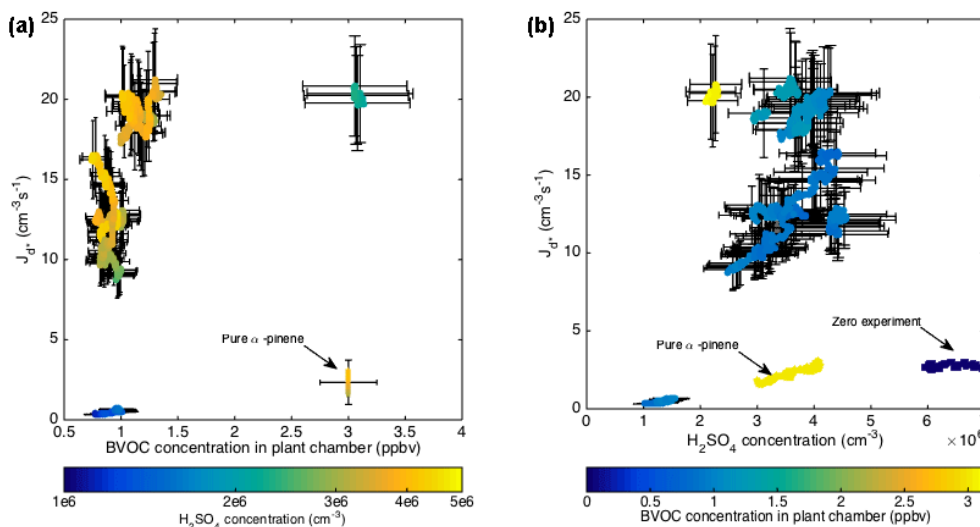 (a)
25
20
15
10
5
0
J_d* (cm⁻³s⁻¹)
Pure α -pinene
0.5 1 1.5 2 2.5 3 3.5 4
BVOC concentration in plant chamber (ppbv)
1e6 2e6 3e6 4e6 5e6
H₂SO₄ concentration (cm⁻³)
(b)
25
20
15
10
5
0
J_d* (cm⁻³s⁻¹)
Zero experiment
Pure α -pinene
0 1 2 3 4 5 6
H₂SO₄ concentration (cm⁻³)
0 0.5 1 1.5 2 2.5 3
BVOC concentration in plant chamber (ppbv)